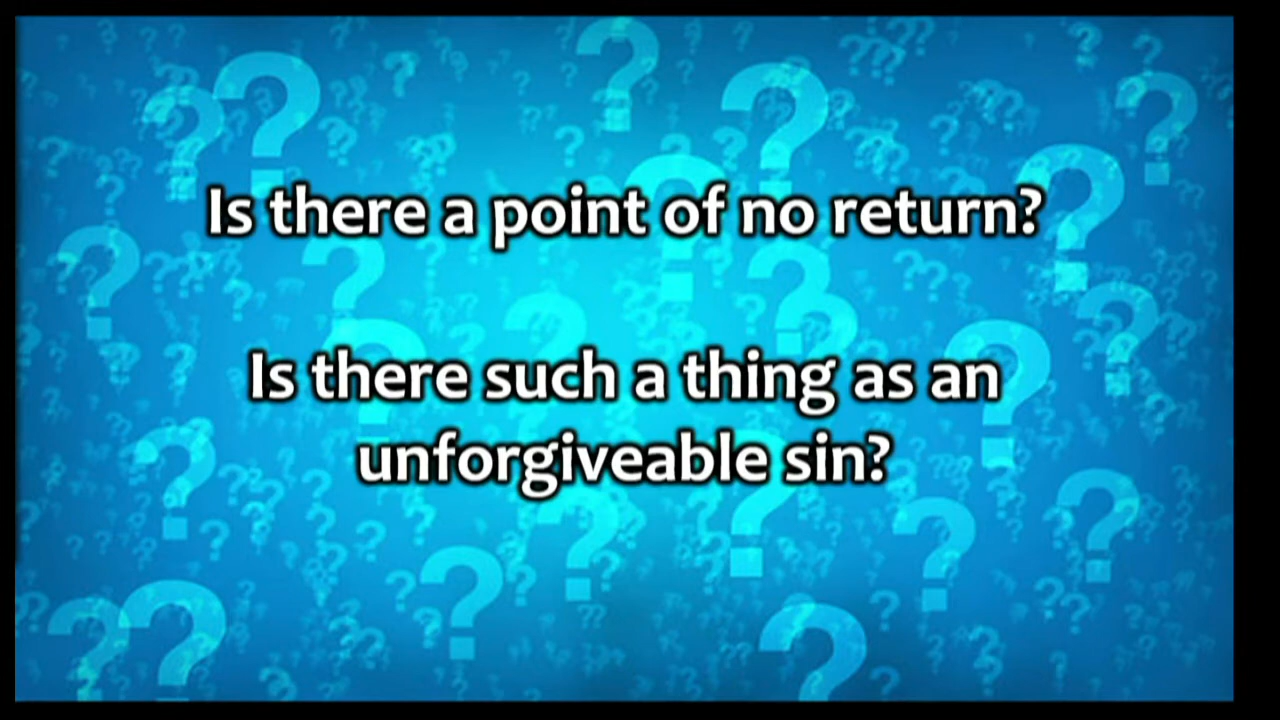 Is there a point of no return?
Is there such a thing as an
unforgiveable sin?